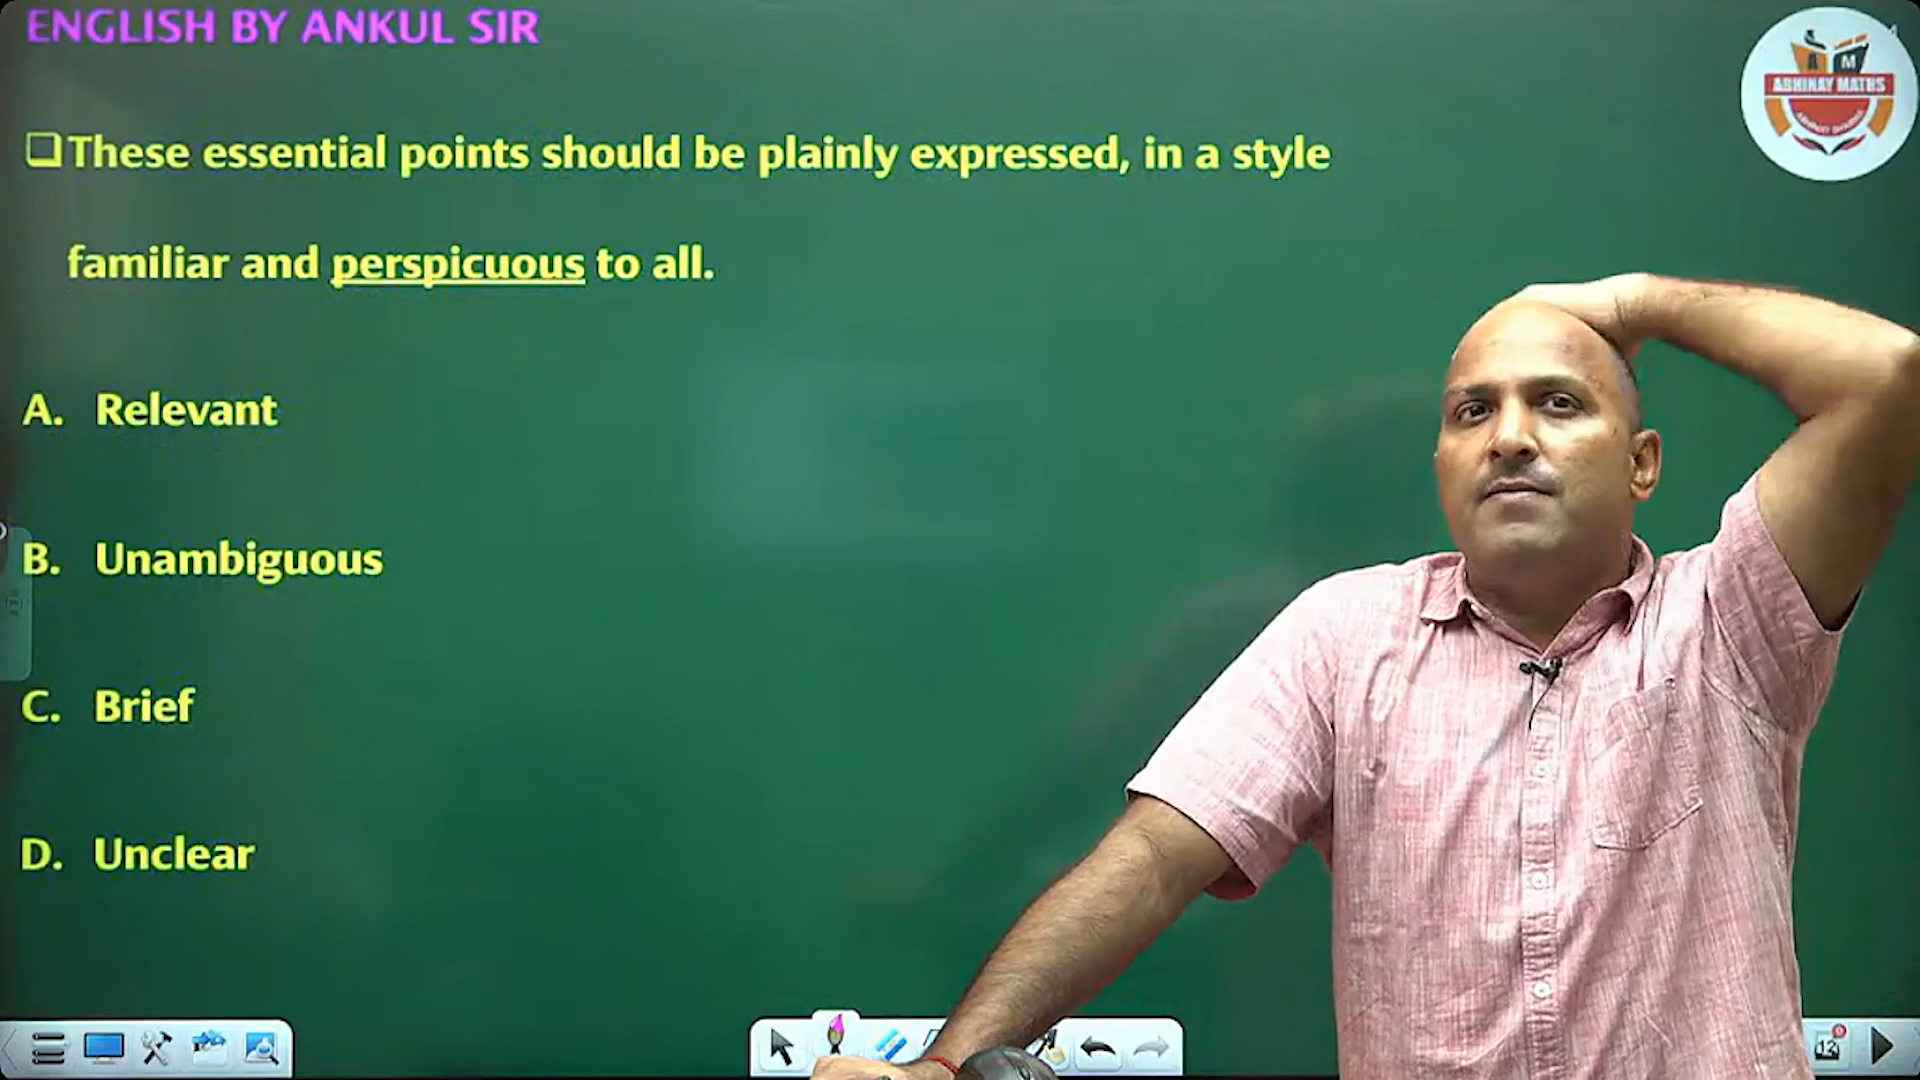 ENGLISH BY ANKUL SIR
❑These essential points should be plainly expressed, in a style
familiar and perspicuous to all.
A. Relevant
B. Unambiguous
C. Brief
D. Unclear
A M
ABHINAY MATHS
12